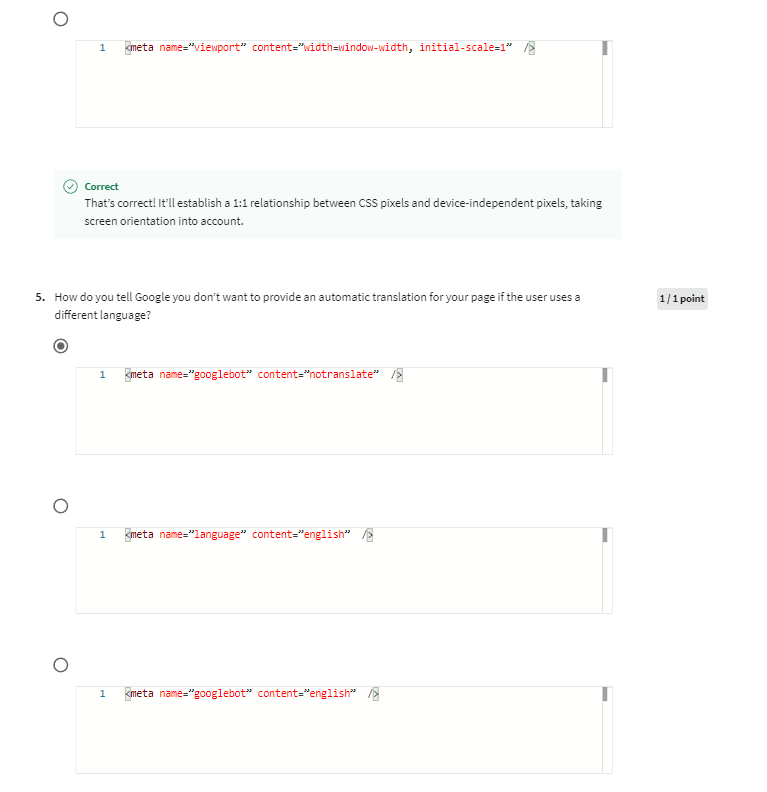 1 <meta name=”viewport” content=”width=window-width, initial-scale=1” />
Correct
That's correct! It'll establish a 1:1 relationship between CSS pixels and device-independent pixels, taking
screen orientation into account.
5. How do you tell Google you don't want to provide an automatic translation for your page if the user uses a
different language?
1 / 1 point
1 <meta name=”googlebot” content=”notranslate” />
1 <meta name=”language” content=”english” />
1 <meta name=”googlebot” content=”english” />